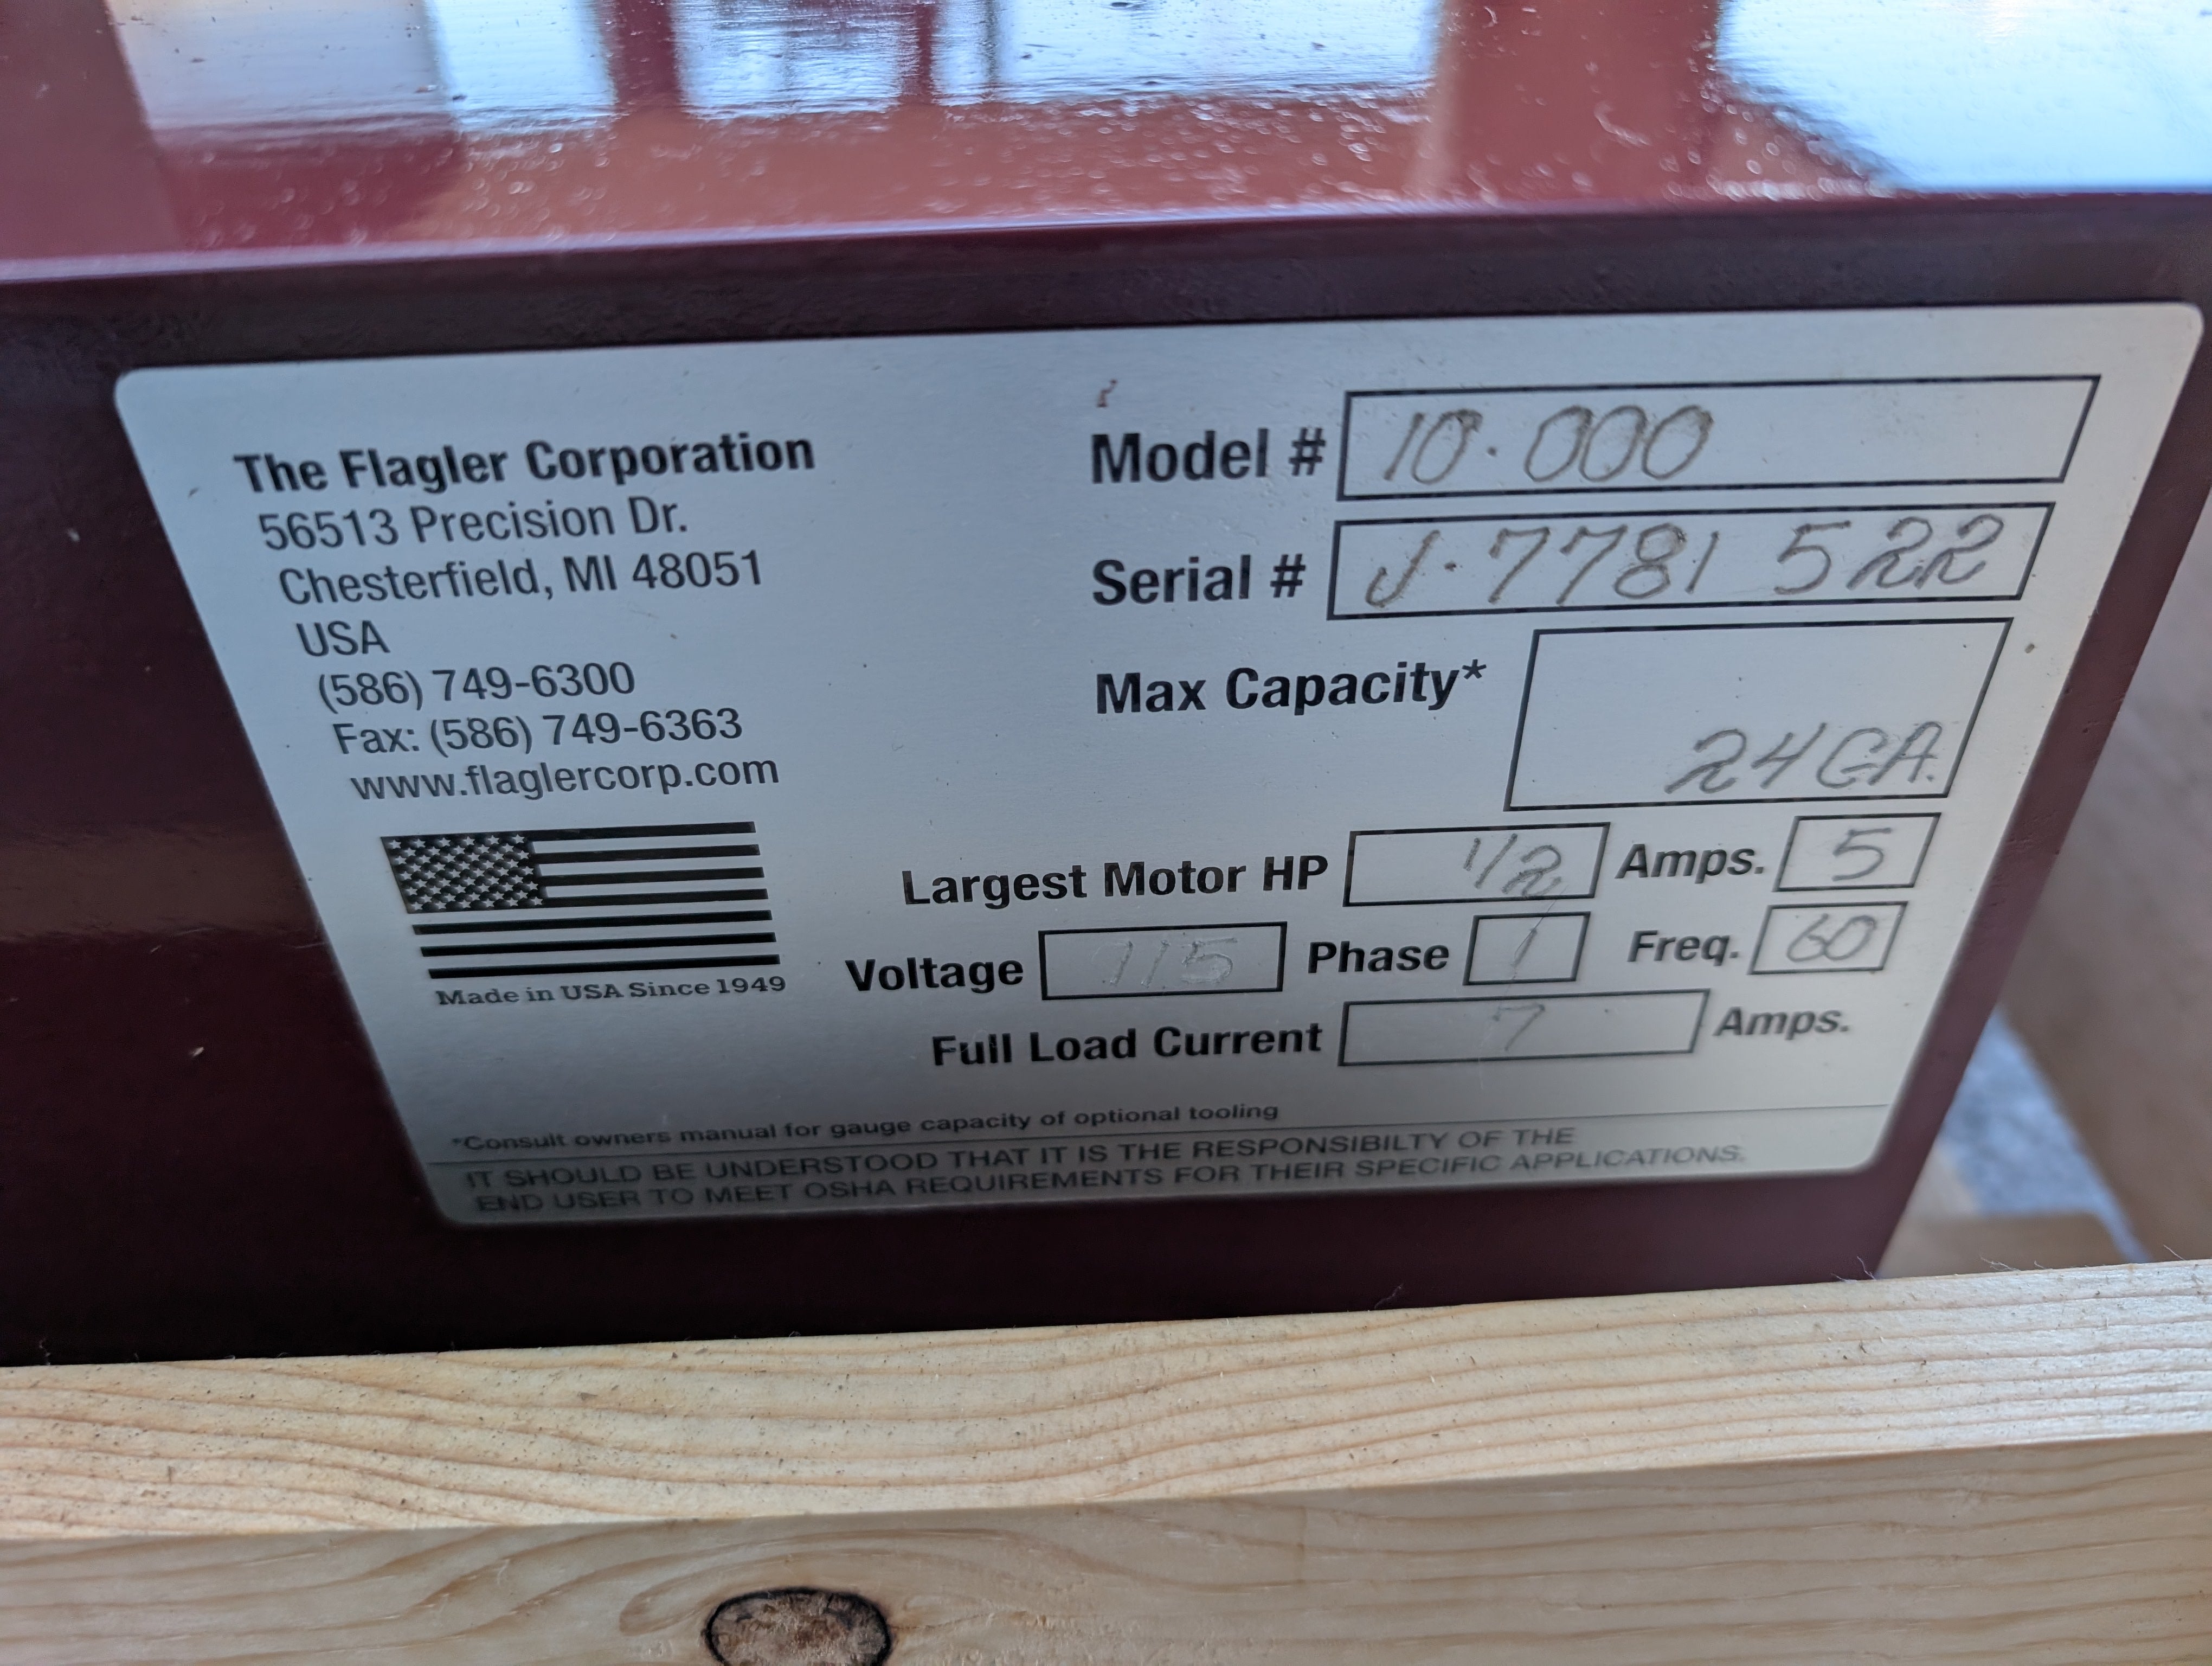 The Flagler Corporation
56513 Precision Dr.
Chesterfield, MI 48051
USA
(586) 749-6300
Fax: (586) 749-6363
www.flaglercorp.com
Made in USA Since 1949
Model # 10·000
Serial # J·7781 522
Max Capacity* 24GA.
Largest Motor HP 1/2 Amps. 5
Voltage 115 Phase 1 Freq. 60
Full Load Current 7 Amps.
*Consult owners manual for gauge capacity of optional tooling
IT SHOULD BE UNDERSTOOD THAT IT IS THE RESPONSIBILTY OF THE
END USER TO MEET OSHA REQUIREMENTS FOR THEIR SPECIFIC APPLICATIONS.